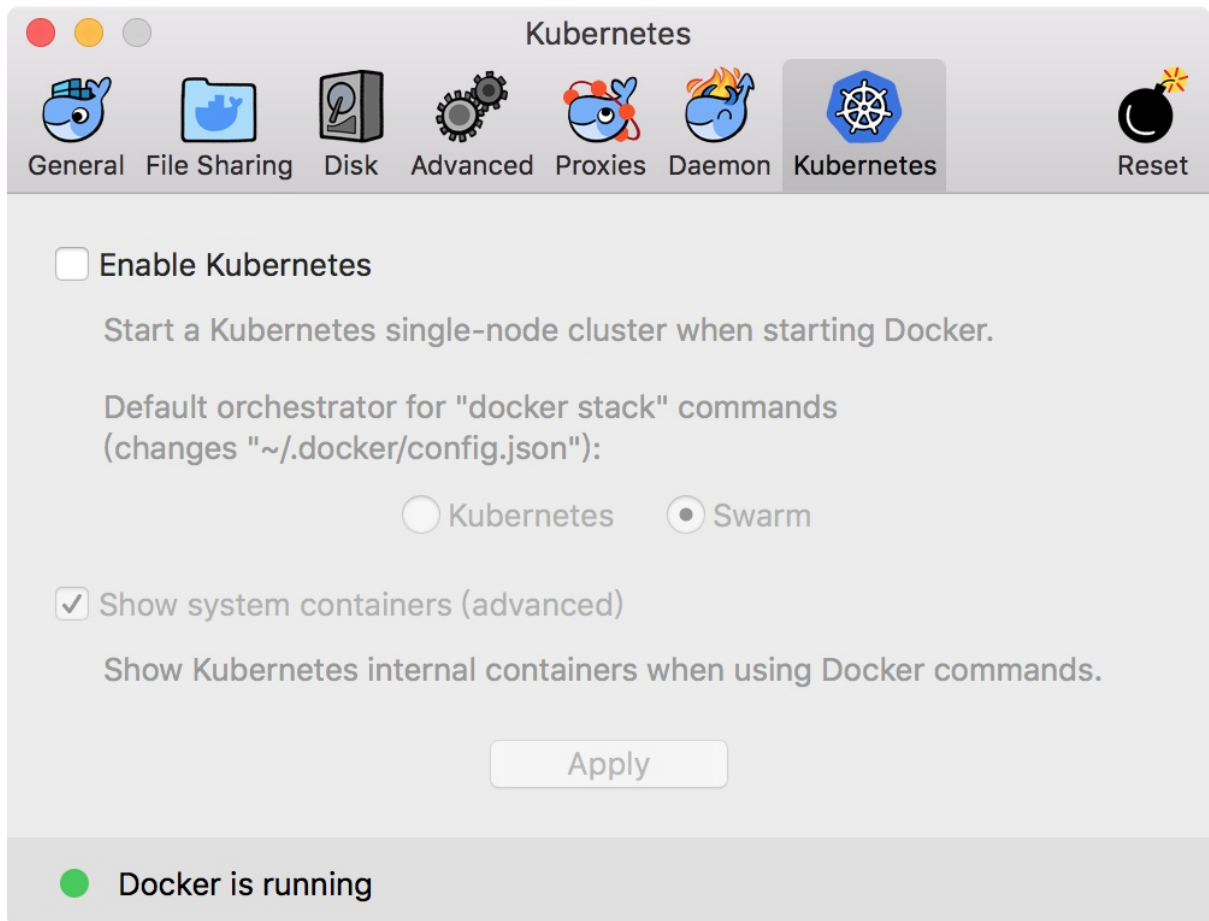 Kubernetes
General File Sharing Disk Advanced Proxies Daemon Kubernetes Reset
Enable Kubernetes
Start a Kubernetes single-node cluster when starting Docker.
Default orchestrator for "docker stack" commands
(changes "~/.docker/config.json"):
Kubernetes Swarm
Show system containers (advanced)
Show Kubernetes internal containers when using Docker commands.
Apply
Docker is running